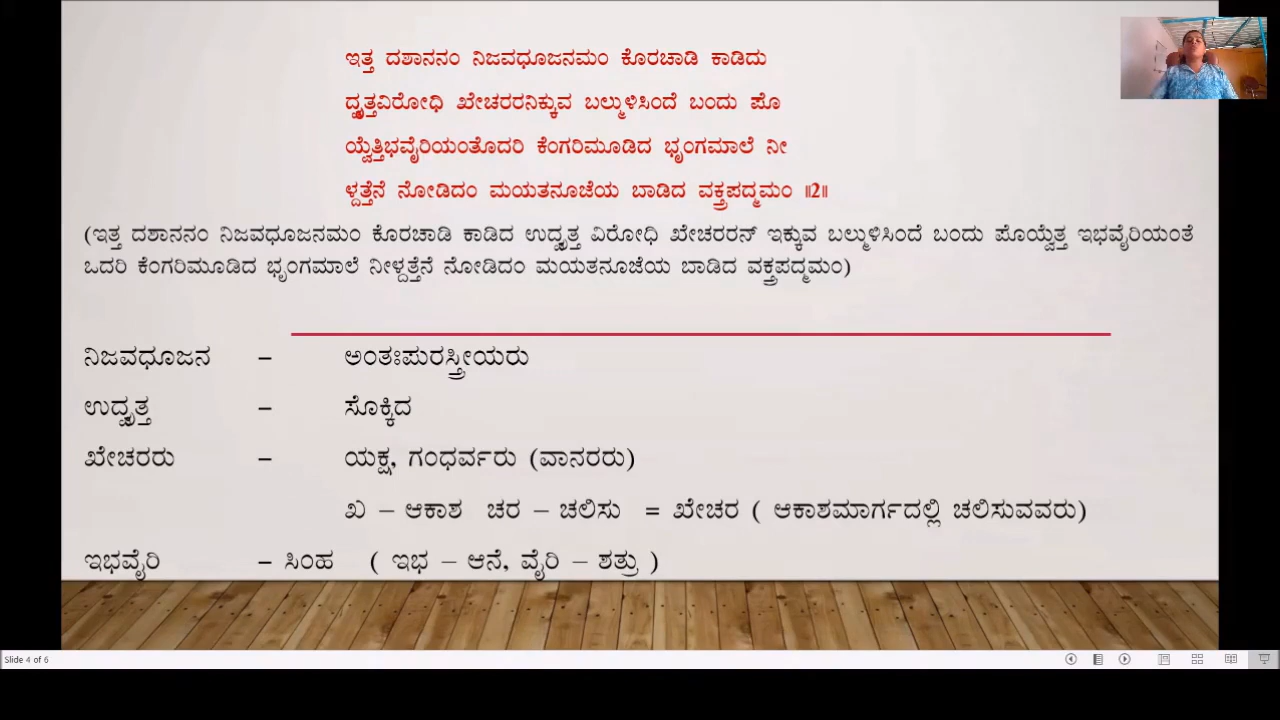 ಇತ್ತ ದಶಾನನಂ ನಿಜವಧೂಜನಮಂ ಕೊರಚಾಡಿ ಕಾಡಿದು
ದ್ವೃತ್ತವಿರೋಧಿ ಖೇಚರರನಿಕ್ಕುವ ಬಲ್ಮುಳಿಸಿಂದೆ ಬಂದು ಪೊ
ಯ್ವೆತ್ತಿಭವೈರಿಯಂತೊದರಿ ಕೆಂಗರಿಮೂಡಿದ ಭೃಂಗಮಾಲೆ ನೀ
ಳ್ದತ್ತೆನೆ ನೋಡಿದಂ ಮಯತನೂಜೆಯ ಬಾಡಿದ ವಕ್ತ್ರಪದ್ಮಮಂ ॥2॥
(ಇತ್ತ ದಶಾನನಂ ನಿಜವಧೂಜನಮಂ ಕೊರಚಾಡಿ ಕಾಡಿದ ಉದ್ವೃತ್ತ ವಿರೋಧಿ ಖೇಚರರನ್ ಇಕ್ಕುವ ಬಲ್ಮುಳಿಸಿಂದೆ ಬಂದು ಪೊಯ್ವೆತ್ತ ಇಭವೈರಿಯಂತೆ
ಒದರಿ ಕೆಂಗರಿಮೂಡಿದ ಭೃಂಗಮಾಲೆ ನೀಳ್ದತ್ತೆನೆ ನೋಡಿದಂ ಮಯತನೂಜೆಯ ಬಾಡಿದ ವಕ್ತ್ರಪದ್ಮಮಂ)
ನಿಜವಧೂಜನ – ಅಂತಃಪುರಸ್ತ್ರೀಯರು
ಉದ್ವೃತ್ತ – ಸೊಕ್ಕಿದ
ಖೇಚರರು – ಯಕ್ಷ, ಗಂಧರ್ವರು (ವಾನರರು)
ಖ – ಆಕಾಶ ಚರ – ಚಲಿಸು = ಖೇಚರ ( ಆಕಾಶಮಾರ್ಗದಲ್ಲಿ ಚಲಿಸುವವರು)
ಇಭವೈರಿ – ಸಿಂಹ ( ಇಭ – ಆನೆ, ವೈರಿ – ಶತ್ರು )
Slide 4 of 6